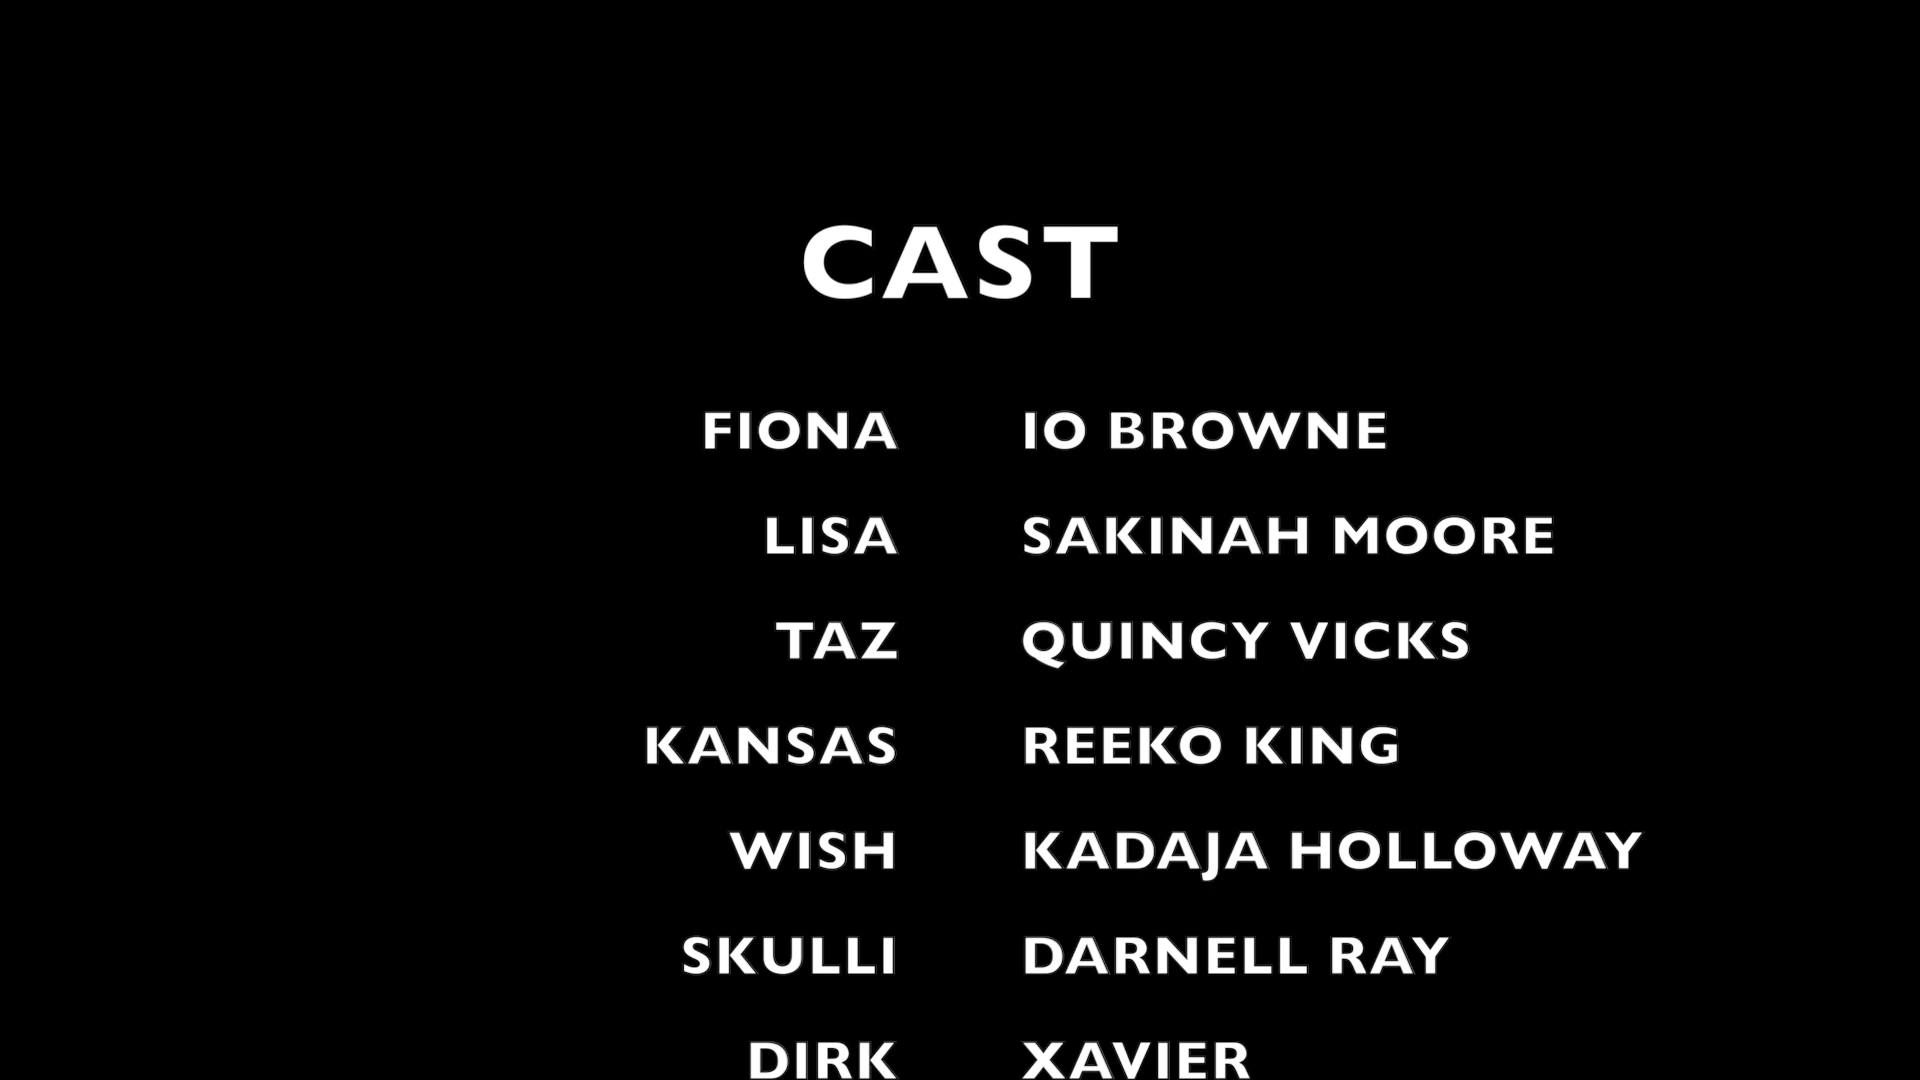 CAST
FIONA IO BROWNE
LISA SAKINAH MOORE
TAZ QUINCY VICKS
KANSAS REEKO KING
WISH KADAJA HOLLOWAY
SKULLI DARNELL RAY
DIRK XAVIER